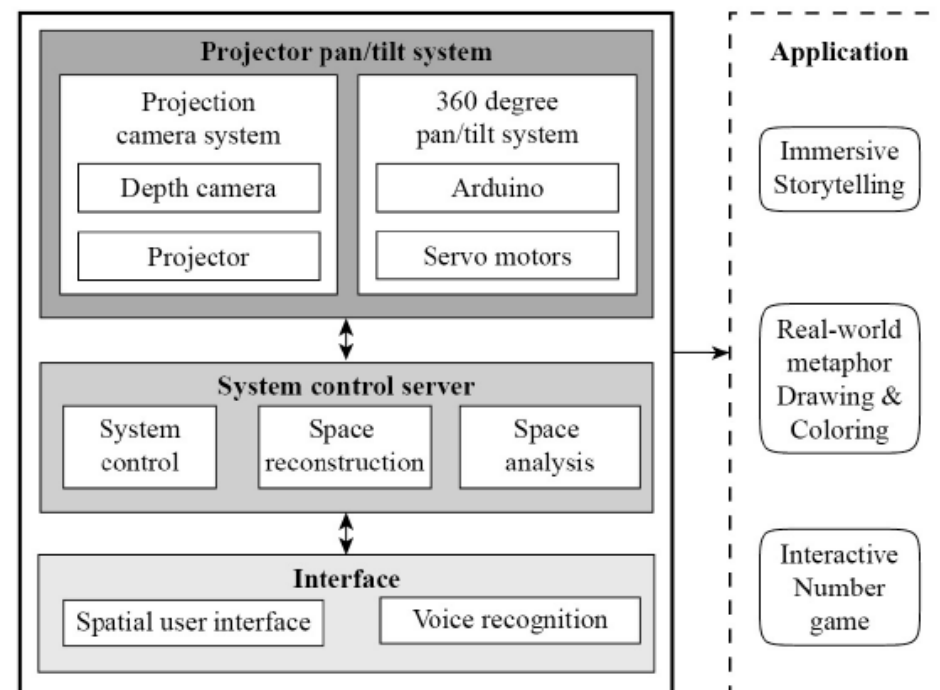 Projector pan/tilt system
Projection
camera system
Depth camera
Projector
360 degree
pan/tilt system
Arduino
Servo motors
System control server
System
control
Space
reconstruction
Space
analysis
Interface
Spatial user interface
Voice recognition
Application
Immersive
Storytelling
Real-world
metaphor
Drawing &
Coloring
Interactive
Number
game